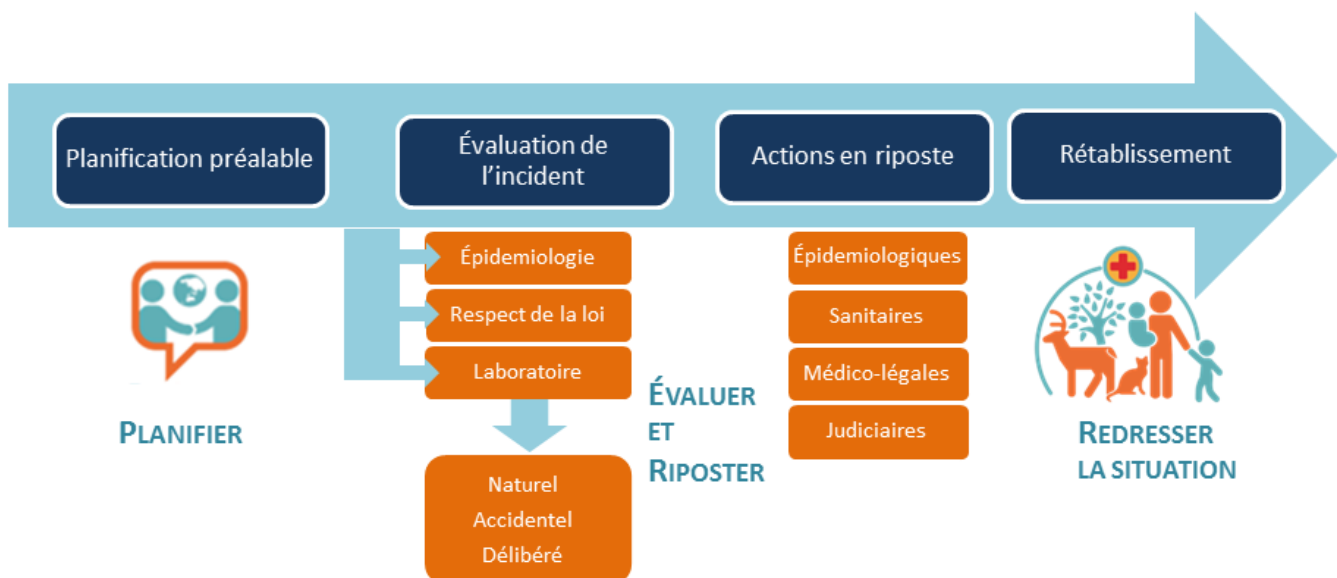 Planification préalable
Évaluation de
l'incident
Actions en riposte
Rétablissement
Épidemiologie
Respect de la loi
Laboratoire
Naturel
Accidentel
Délibéré
Épidemiologiques
Sanitaires
Médico-légales
Judiciaires
PLANIFIER
ÉVALUER
ET
RIPOSTER
REDRESSER
LA SITUATION